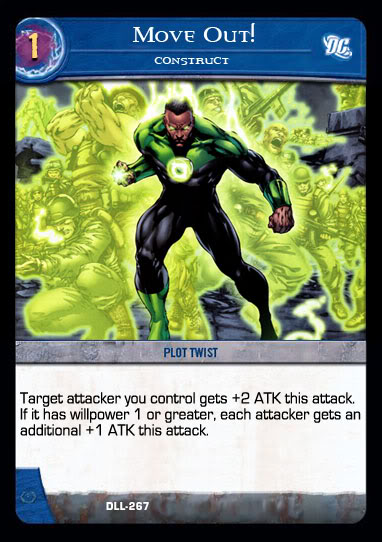 1
Move Out!
DC
CONSTRUCT
PLOT TWIST
Target attacker you control gets +2 ATK this attack.
If it has willpower 1 or greater, each attacker gets an
additional +1 ATK this attack.
DLL-267